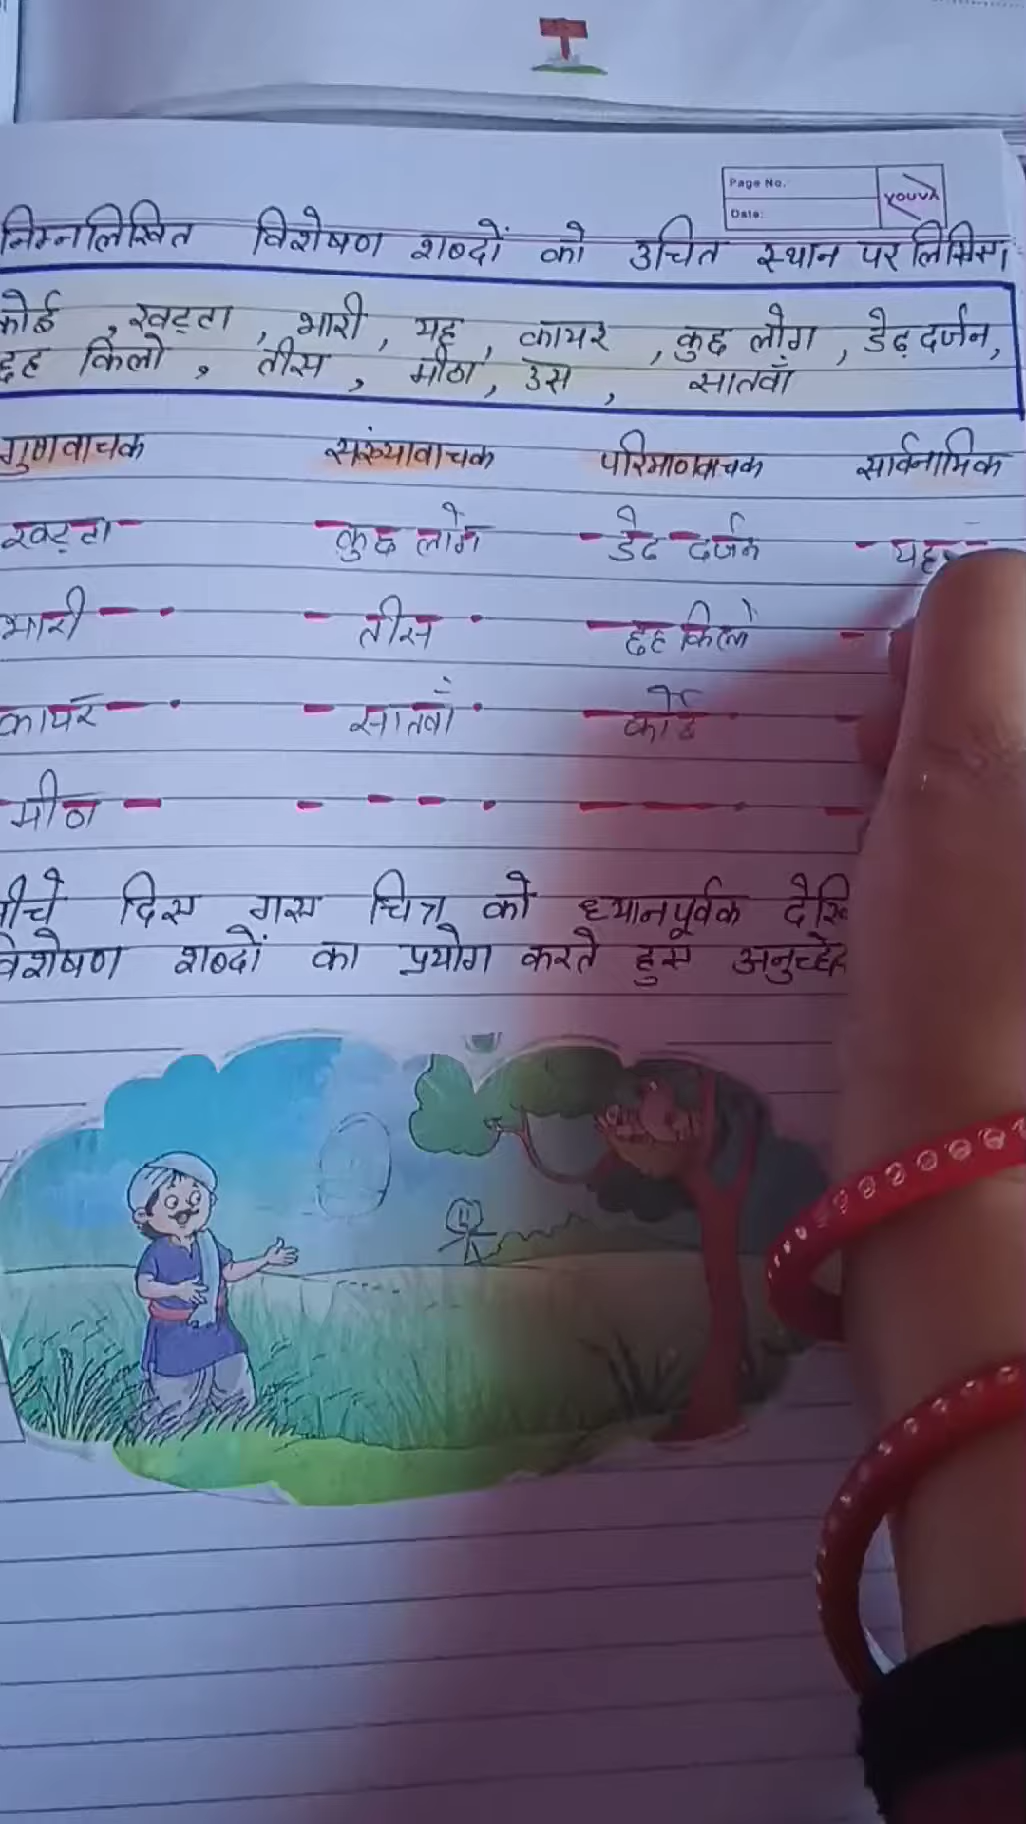 Page No.
Date:
YOUVA
निम्नलिखित विशेषण शब्दों को उचित स्थान पर लिखिए।
कोई , खट्टा , भारी , यह , कायर , कुछ लोग , डेढ़ दर्जन,
छह किलो , तीस , मीठा , उस , सातवाँ
गुणवाचक संख्यावाचक परिमाणवाचक सार्वनामिक
खट्टा कुछ लोग डेढ दर्जन यह
भारी तीस छह किलो
कायर सातवाँ कोई
मीठा
नीचे दिए गए चित्र को ध्यानपूर्वक
विशेषण शब्दों का प्रयोग करते हुए